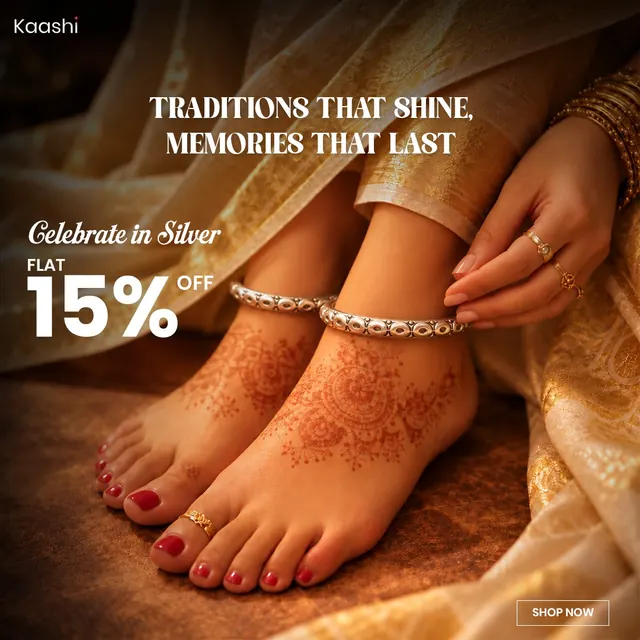 Kaashi
TRADITIONS THAT SHINE,
MEMORIES THAT LAST
Celebrate in Silver
FLAT
15% OFF
SHOP NOW